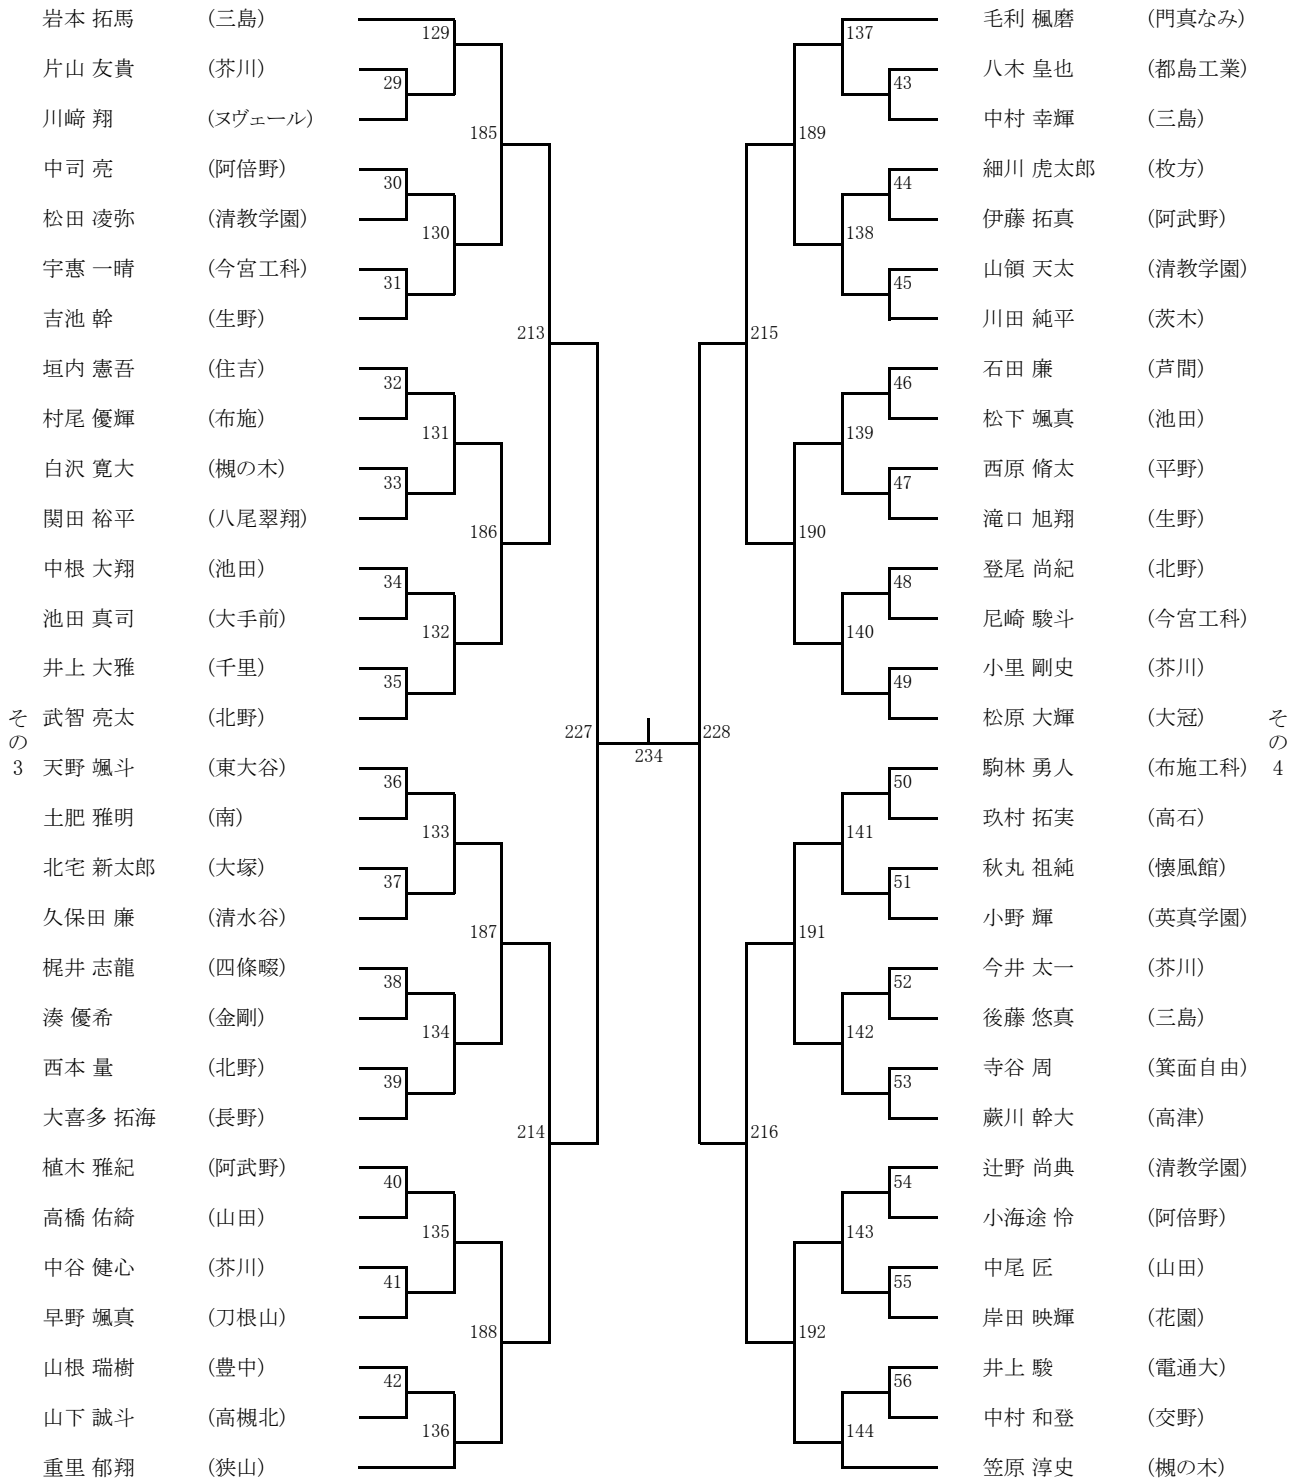 岩本 拓馬 (三島)
片山 友貴 (芥川)
川﨑 翔 (ヌヴェール)
中司 亮 (阿倍野)
松田 凌弥 (清教学園)
宇惠 一晴 (今宮工科)
吉池 幹 (生野)
垣内 憲吾 (住吉)
村尾 優輝 (布施)
白沢 寛大 (槻の木)
関田 裕平 (八尾翠翔)
中根 大翔 (池田)
池田 真司 (大手前)
井上 大雅 (千里)
武智 亮太 (北野)
天野 颯斗 (東大谷)
土肥 雅明 (南)
北宅 新太郎 (大塚)
久保田 廉 (清水谷)
梶井 志龍 (四條畷)
湊 優希 (金剛)
西本 量 (北野)
大喜多 拓海 (長野)
植木 雅紀 (阿武野)
高橋 佑綺 (山田)
中谷 健心 (芥川)
早野 颯真 (刀根山)
山根 瑞樹 (豊中)
山下 誠斗 (高槻北)
重里 郁翔 (狭山)
その3
129
29
185
30
130
31
213
32
131
33
186
34
132
35
227
36
133
37
187
38
134
39
214
40
135
41
188
42
136
234
137
43
189
44
138
45
215
46
139
47
190
48
140
49
228
50
141
51
191
52
142
53
216
54
143
55
192
56
144
毛利 楓磨 (門真なみ)
八木 皇也 (都島工業)
中村 幸輝 (三島)
細川 虎太郎 (枚方)
伊藤 拓真 (阿武野)
山領 天太 (清教学園)
川田 純平 (茨木)
石田 廉 (芦間)
松下 颯真 (池田)
西原 脩太 (平野)
滝口 旭翔 (生野)
登尾 尚紀 (北野)
尼崎 駿斗 (今宮工科)
小里 剛史 (芥川)
松原 大輝 (大冠)
駒林 勇人 (布施工科)
玖村 拓実 (高石)
秋丸 祖純 (懐風館)
小野 輝 (英真学園)
今井 太一 (芥川)
後藤 悠真 (三島)
寺谷 周 (箕面自由)
蕨川 幹大 (高津)
辻野 尚典 (清教学園)
小海途 怜 (阿倍野)
中尾 匠 (山田)
岸田 映輝 (花園)
井上 駿 (電通大)
中村 和登 (交野)
笠原 淳史 (槻の木)
その4